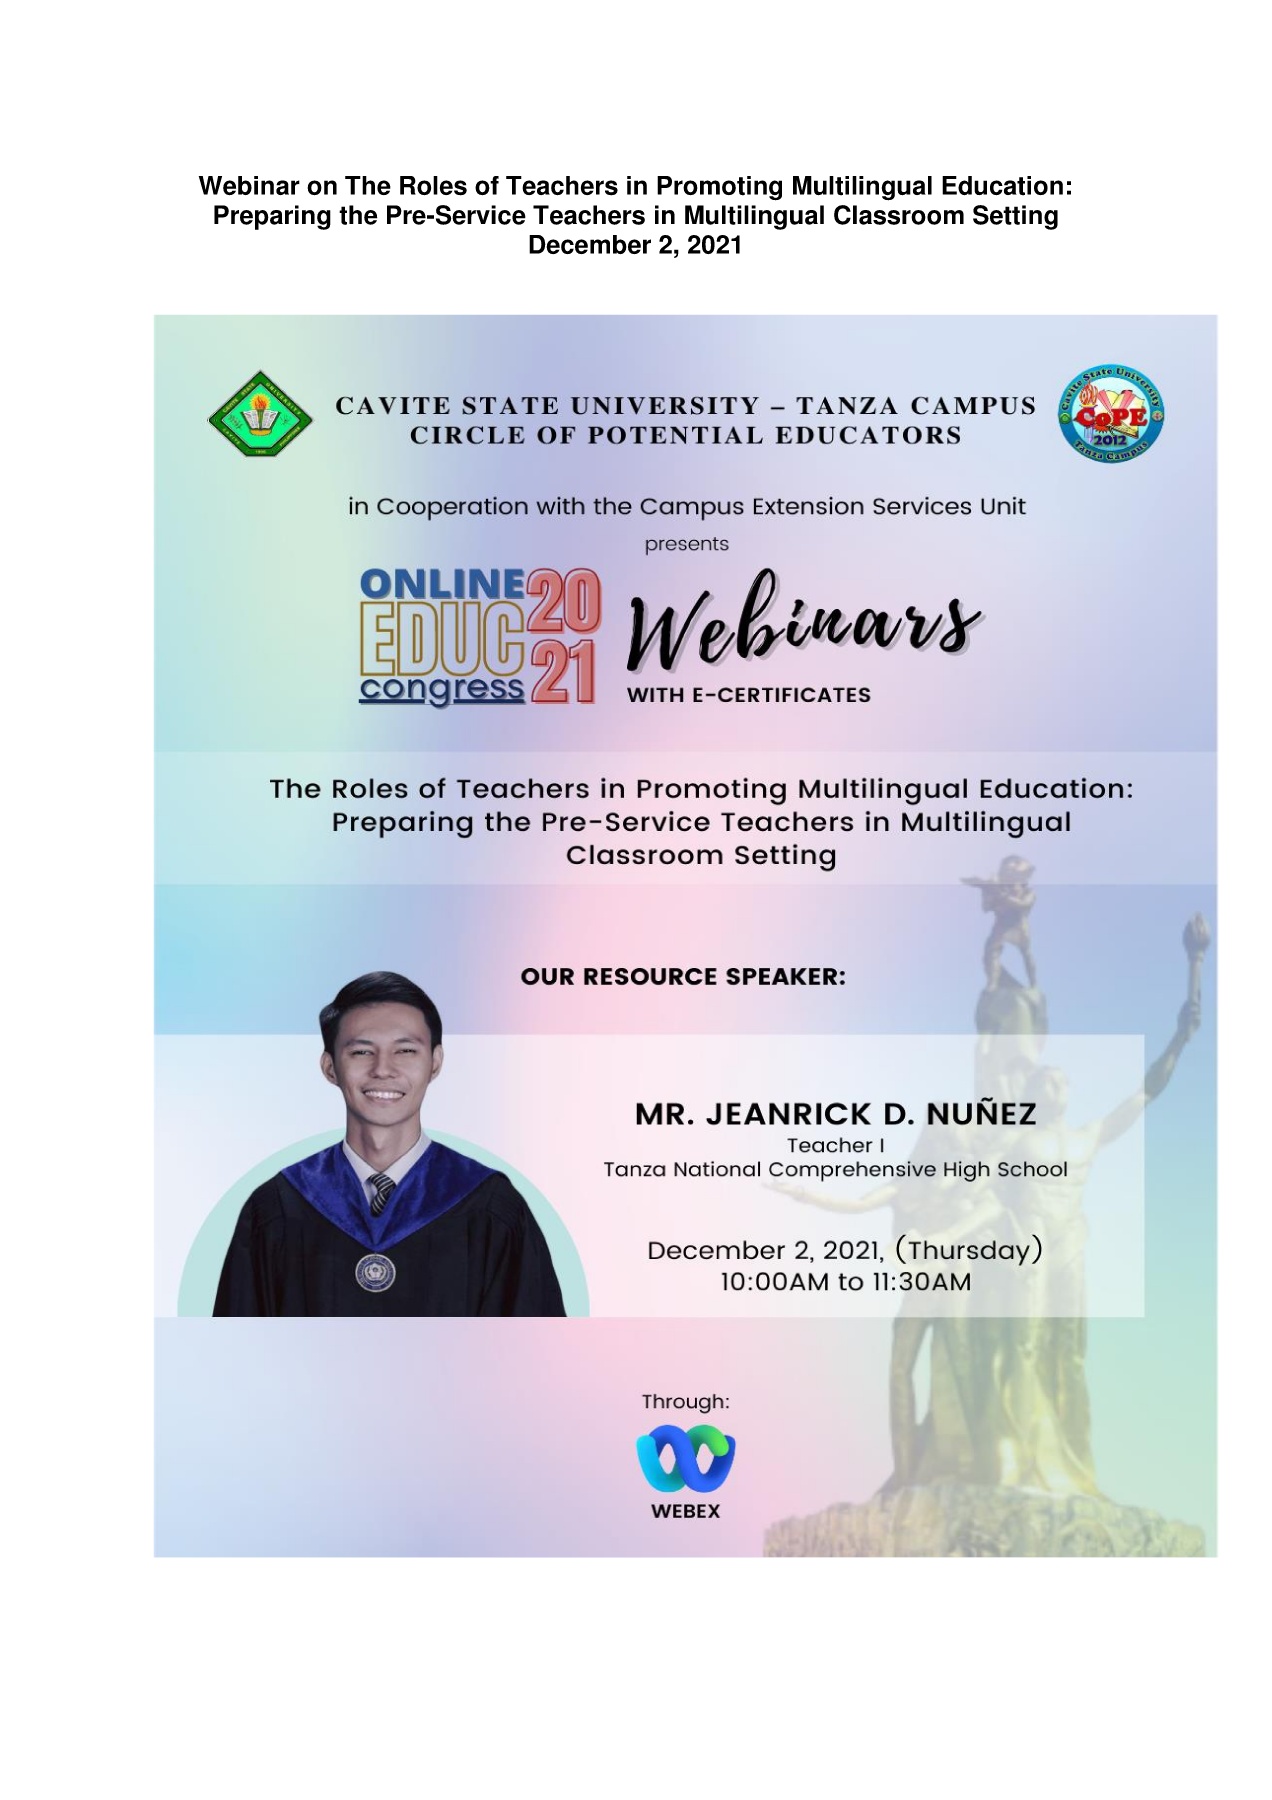 Webinar on The Roles of Teachers in Promoting Multilingual Education:
Preparing the Pre-Service Teachers in Multilingual Classroom Setting
December 2, 2021
CAVITE STATE UNIVERSITY – TANZA CAMPUS
CIRCLE OF POTENTIAL EDUCATORS
Cavite State University
CoPE
2012
Tanza Campus
in Cooperation with the Campus Extension Services Unit
presents
ONLINE
EDUC
congress
20
21
Webinars
WITH E-CERTIFICATES
The Roles of Teachers in Promoting Multilingual Education:
Preparing the Pre-Service Teachers in Multilingual
Classroom Setting
OUR RESOURCE SPEAKER:
MR. JEANRICK D. NUÑEZ
Teacher I
Tanza National Comprehensive High School
December 2, 2021, (Thursday)
10:00AM to 11:30AM
Through:
WEBEX